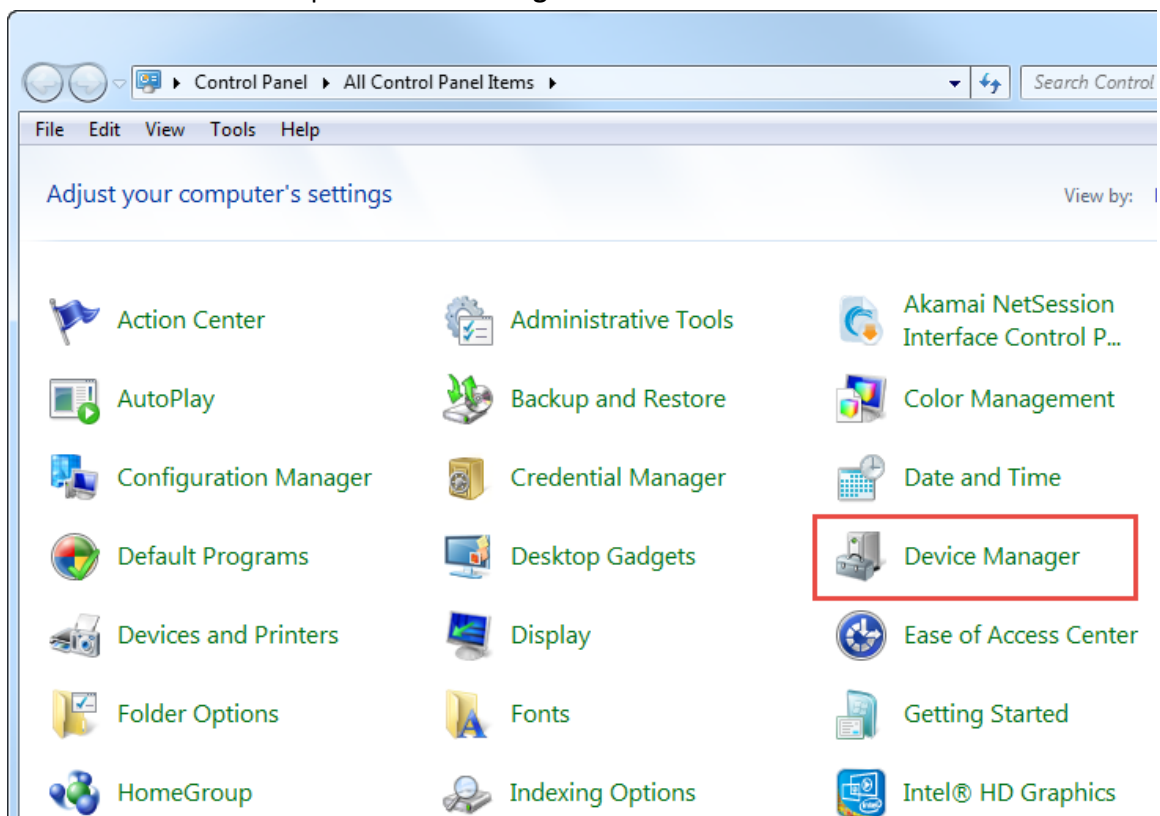 Control Panel All Control Panel Items Search Control
File Edit View Tools Help
Adjust your computer's settings View by:
Action Center Administrative Tools Akamai NetSession
Interface Control P...
AutoPlay Backup and Restore Color Management
Configuration Manager Credential Manager Date and Time
Default Programs Desktop Gadgets Device Manager
Devices and Printers Display Ease of Access Center
Folder Options Fonts Getting Started
HomeGroup Indexing Options Intel® HD Graphics